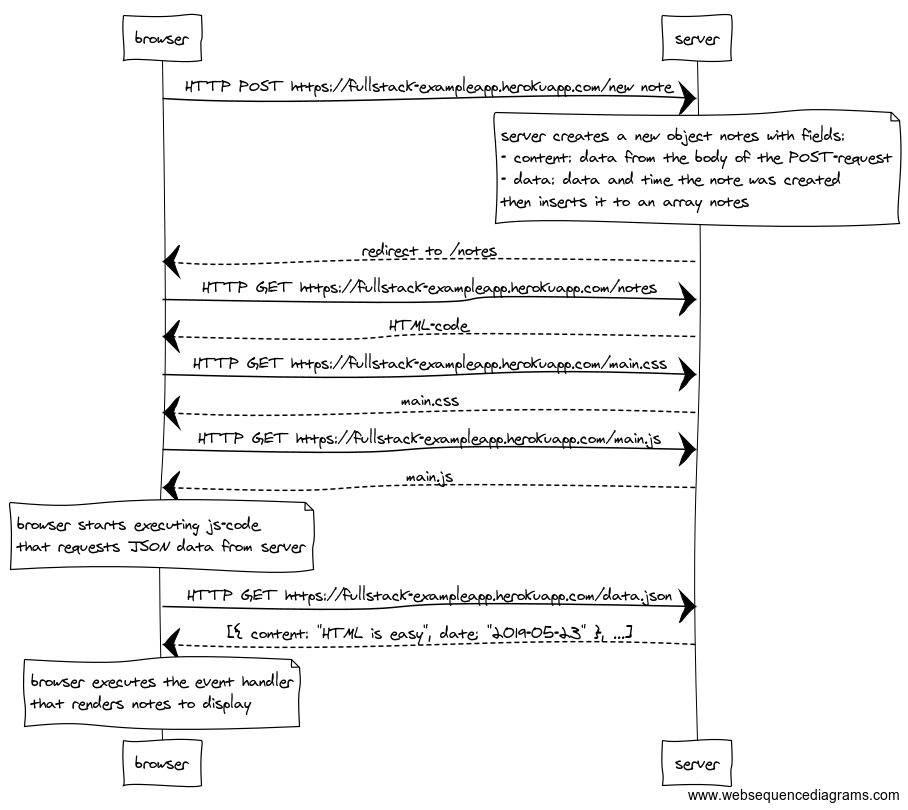 browser
server
HTTP POST https://fullstack-exampleapp.herokuapp.com/new note
server creates a new object notes with fields:
- content: data from the body of the POST-request
- data: data and time the note was created
then inserts it to an array notes
redirect to /notes
HTTP GET https://fullstack-exampleapp.herokuapp.com/notes
HTML-code
HTTP GET https://fullstack-exampleapp.herokuapp.com/main.css
main.css
HTTP GET https://fullstack-exampleapp.herokuapp.com/main.js
main.js
browser starts executing js-code
that requests JSON data from server
HTTP GET https://fullstack-exampleapp.herokuapp.com/data.json
[{ content: "HTML is easy", date: "2019-05-23" }, ...]
browser executes the event handler
that renders notes to display
browser
server
www.websequencediagrams.com